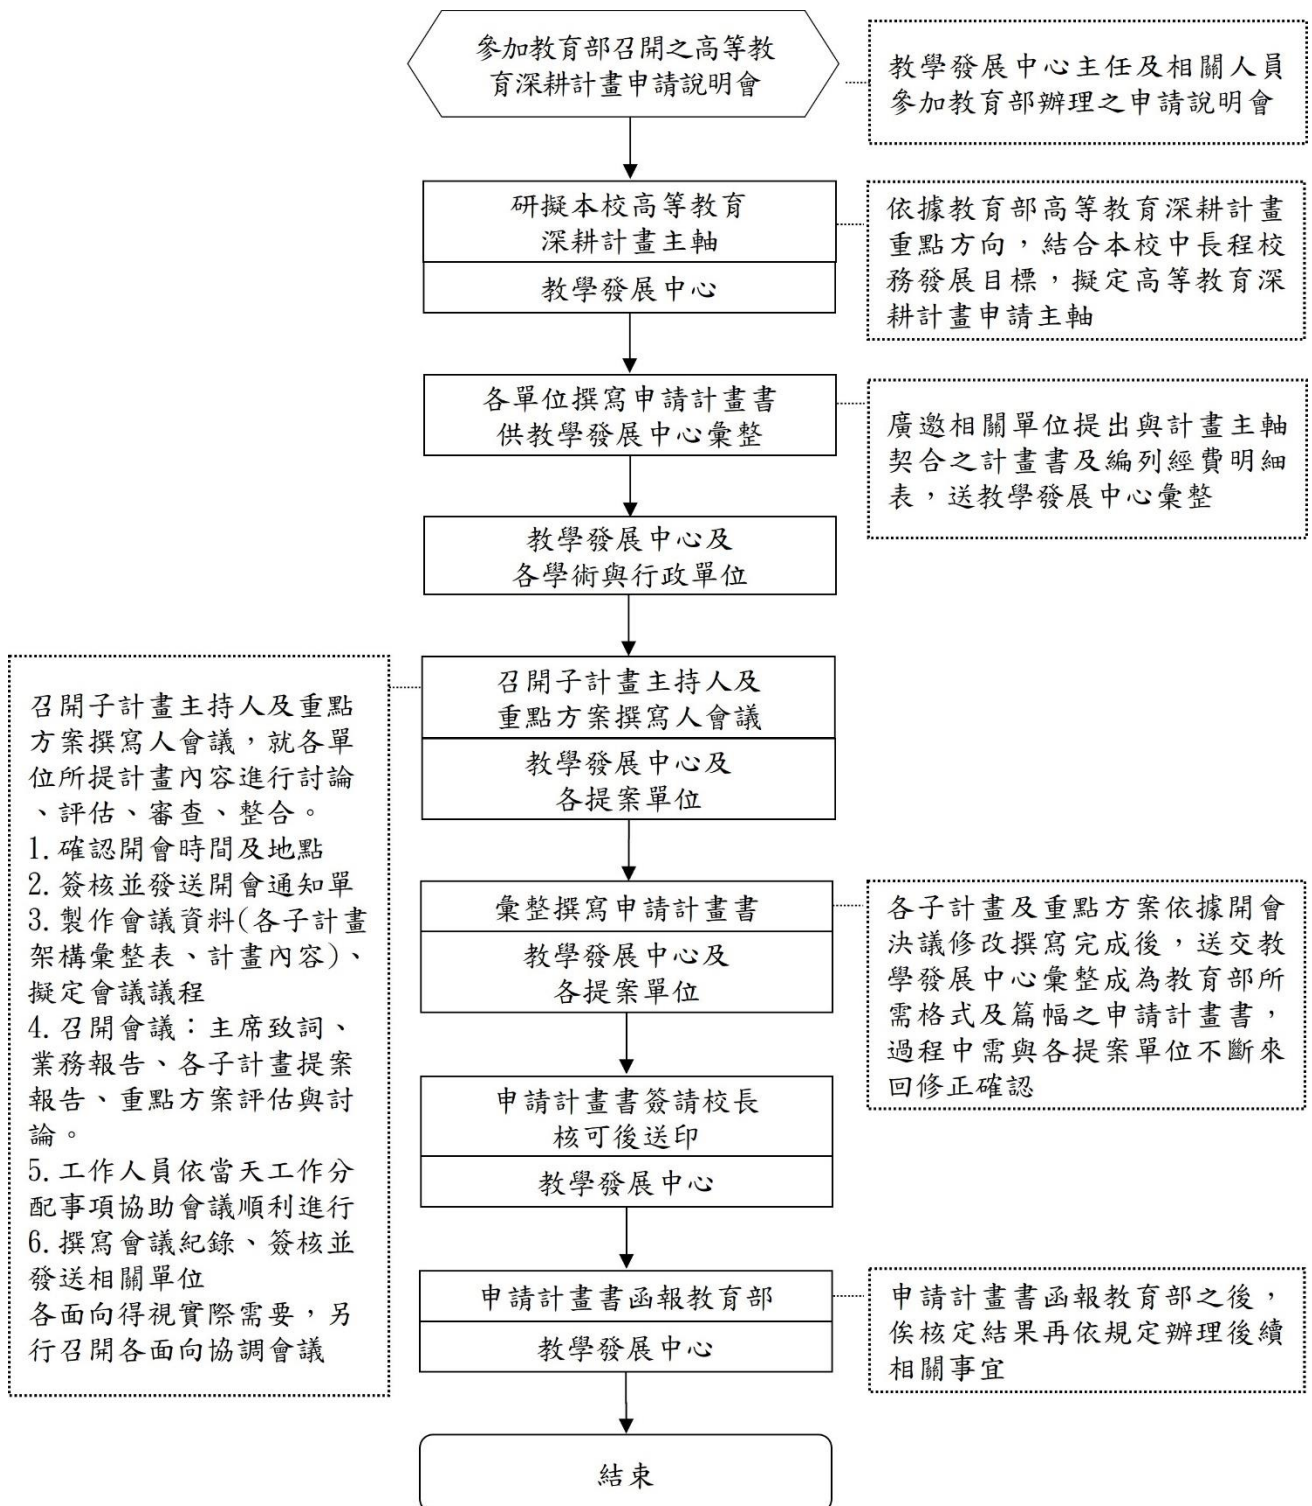 參加教育部召開之高等教
育深耕計畫申請說明會
教學發展中心主任及相關人員
參加教育部辦理之申請說明會
研擬本校高等教育
深耕計畫主軸
教學發展中心
依據教育部高等教育深耕計畫
重點方向，結合本校中長程校
務發展目標，擬定高等教育深
耕計畫申請主軸
各單位撰寫申請計畫書
供教學發展中心彙整
廣邀相關單位提出與計畫主軸
契合之計畫書及編列經費明細
表，送教學發展中心彙整
教學發展中心及
各學術與行政單位
召開子計畫主持人及
重點方案撰寫人會議
教學發展中心及
各提案單位
召開子計畫主持人及重點
方案撰寫人會議，就各單
位所提計畫內容進行討論
、評估、審查、整合。
1.確認開會時間及地點
2.簽核並發送開會通知單
3.製作會議資料(各子計畫
架構彙整表、計畫內容)、
擬定會議議程
4.召開會議：主席致詞、
業務報告、各子計畫提案
報告、重點方案評估與討
論。
5.工作人員依當天工作分
配事項協助會議順利進行
6.撰寫會議紀錄、簽核並
發送相關單位
各面向得視實際需要，另
行召開各面向協調會議
彙整撰寫申請計畫書
教學發展中心及
各提案單位
各子計畫及重點方案依據開會
決議修改撰寫完成後，送交教
學發展中心彙整成為教育部所
需格式及篇幅之申請計畫書，
過程中需與各提案單位不斷來
回修正確認
申請計畫書簽請校長
核可後送印
教學發展中心
申請計畫書函報教育部
教學發展中心
申請計畫書函報教育部之後，
俟核定結果再依規定辦理後續
相關事宜
結束